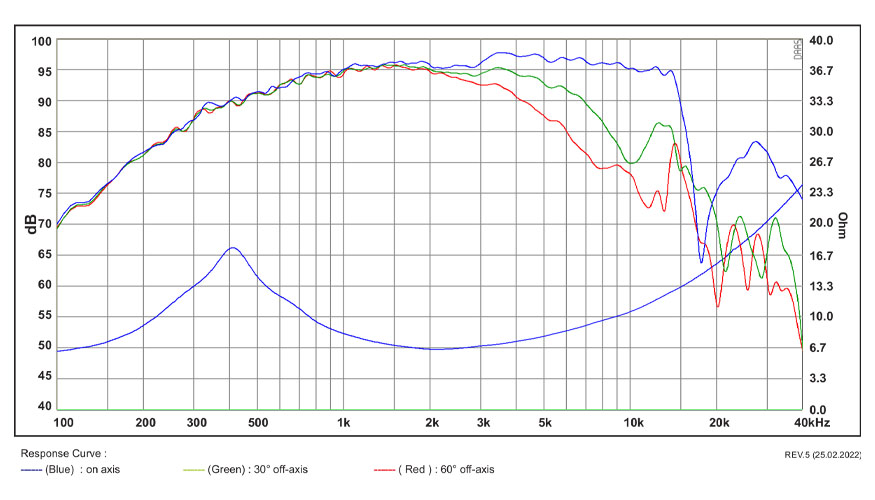 100 40.0
95 36.7
90 33.3
85 30.0
80 26.7
75 23.3
70 20.0
65 16.7
60 13.3
55 10.0
50 6.7
45 3.3
40 0.0
dB
Ohm
DAAS
100 200 300 500 1k 2k 3k 5k 10k 20k 40kHz
Response Curve :
(Blue) : on axis (Green) : 30° off-axis ( Red ) : 60° off-axis
REV.5 (25.02.2022)